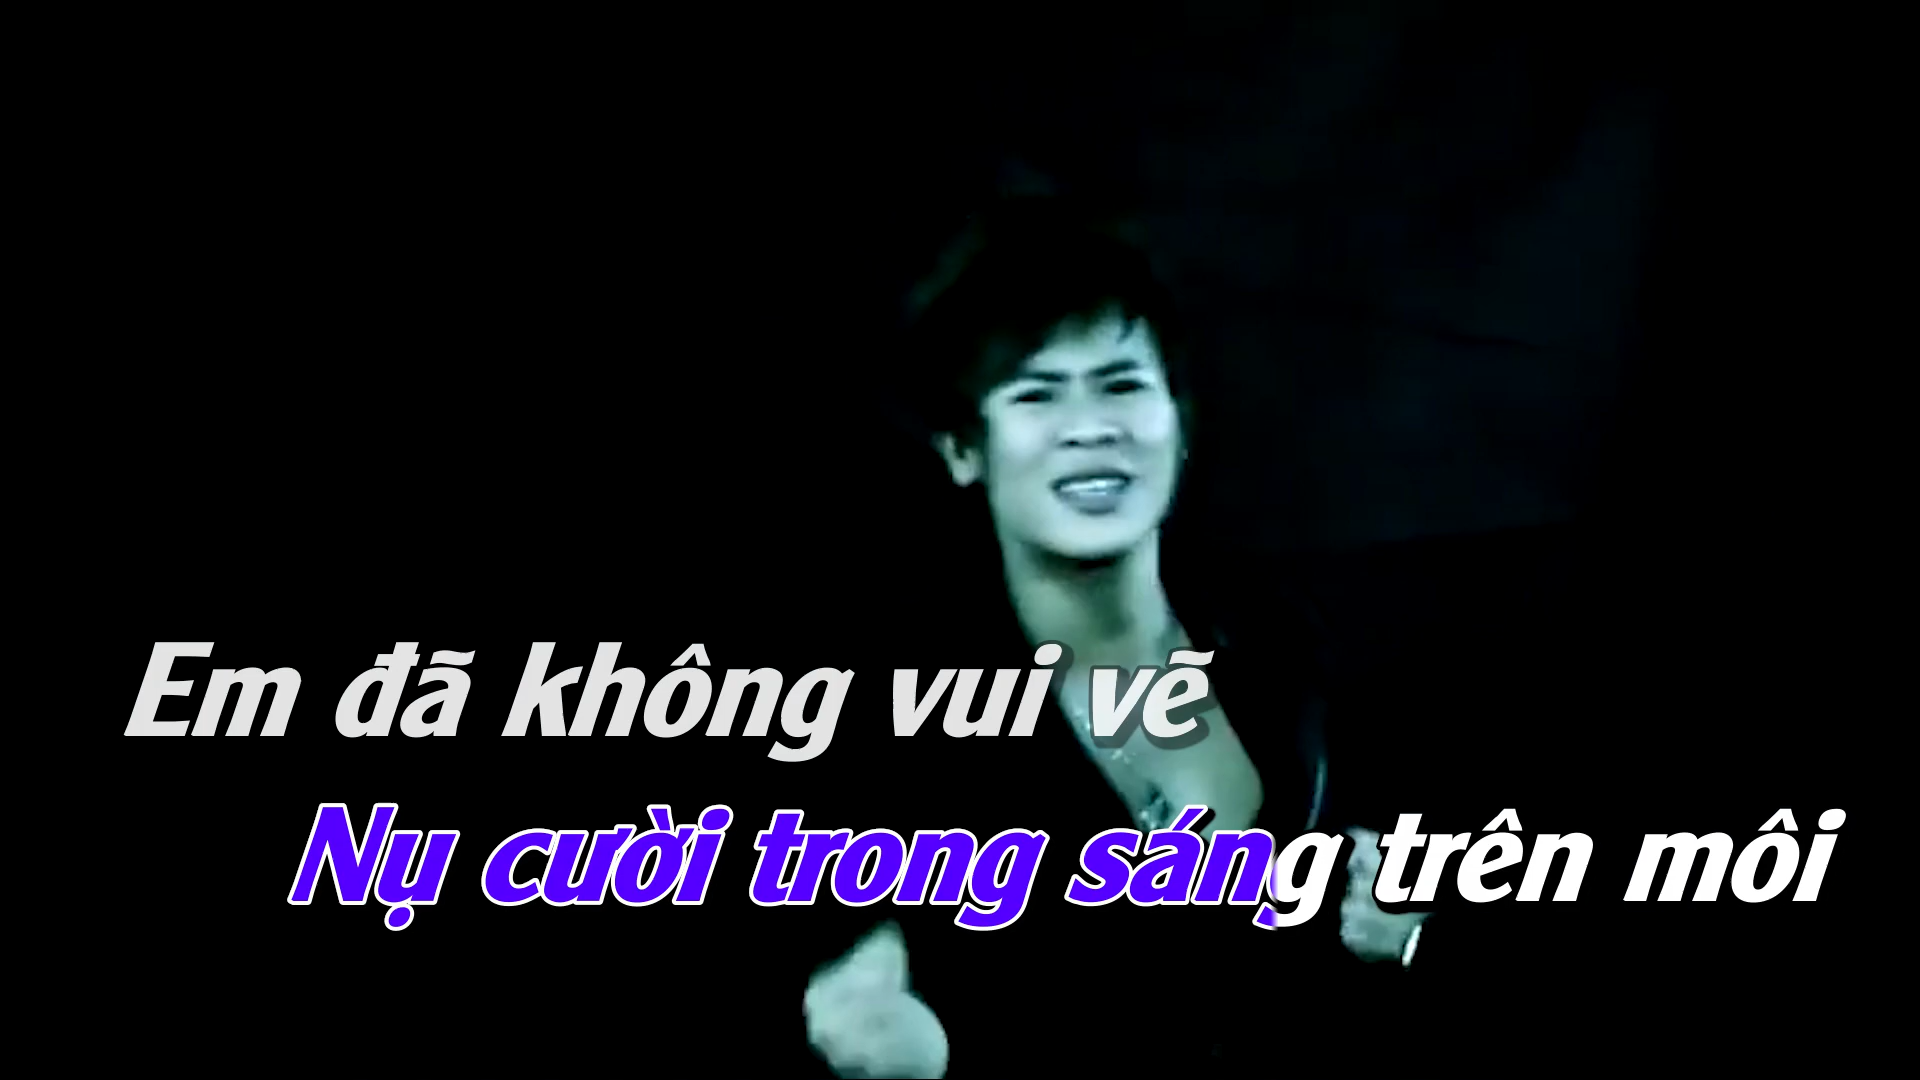 Em đã không vui vẽ
Nụ cười trong sáng trên môi